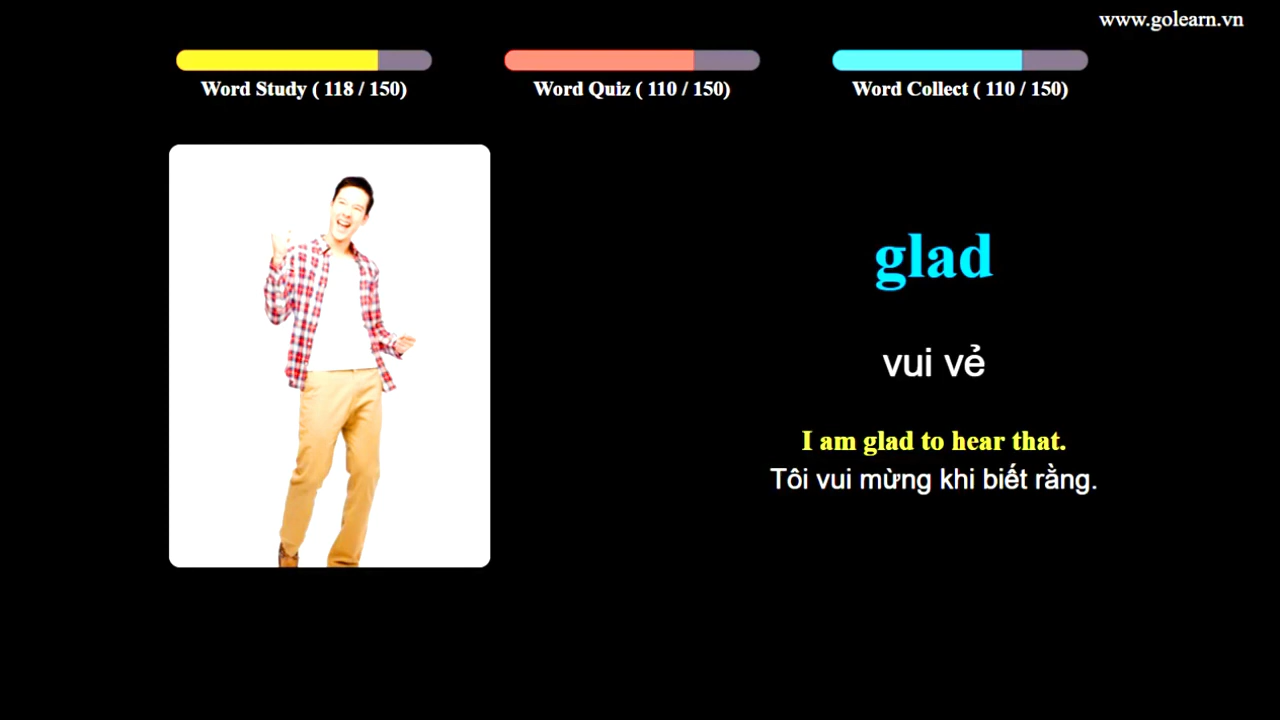 www.golearn.vn
Word Study ( 118 / 150)
Word Quiz ( 110 / 150)
Word Collect ( 110 / 150)
glad
vui vẻ
I am glad to hear that.
Tôi vui mừng khi biết rằng.